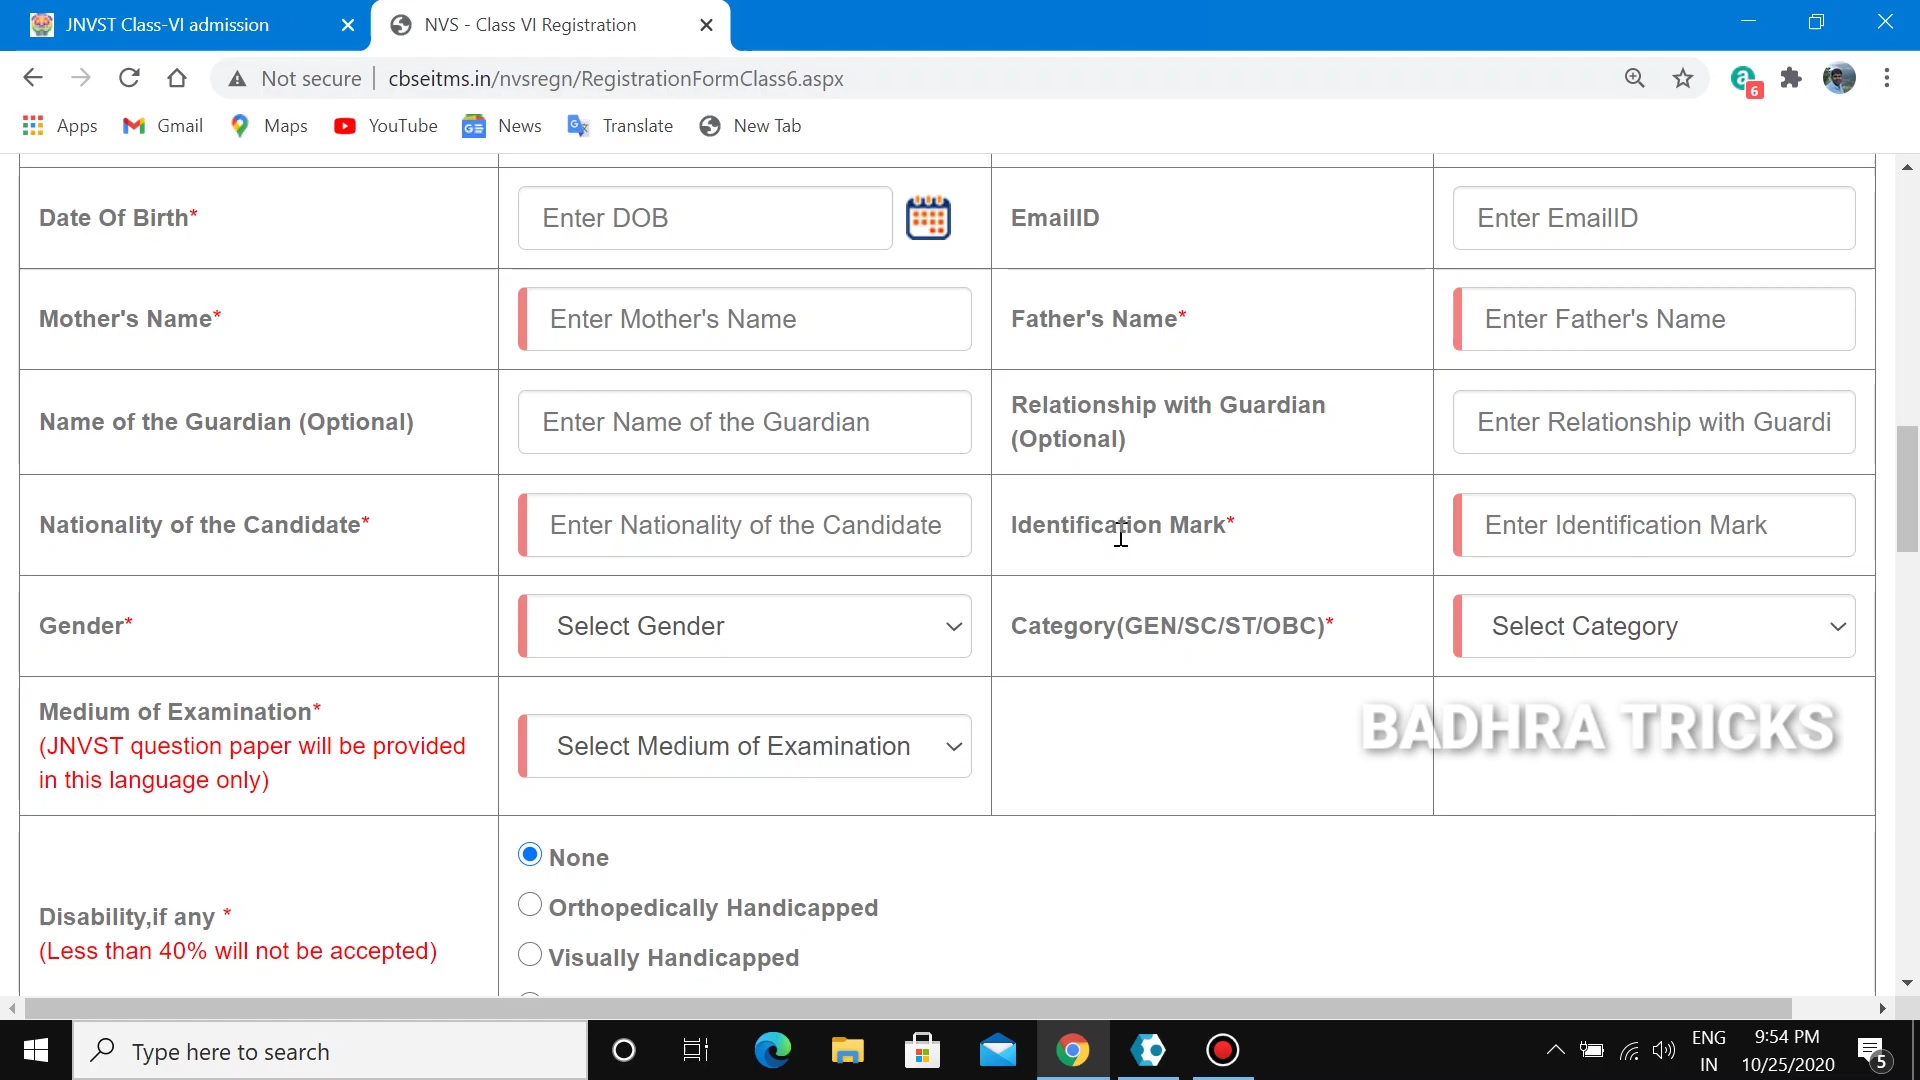 JNVST Class-VI admission
NVS - Class VI Registration
Not secure
cbseitms.in/nvsregn/RegistrationFormClass6.aspx
a
6
Apps
Gmail
Maps
YouTube
News
Translate
New Tab
Date Of Birth*
Enter DOB
EmailID
Enter EmailID
Mother's Name*
Enter Mother's Name
Father's Name*
Enter Father's Name
Name of the Guardian (Optional)
Enter Name of the Guardian
Relationship with Guardian
(Optional)
Enter Relationship with Guardi
Nationality of the Candidate*
Enter Nationality of the Candidate
Identification Mark*
Enter Identification Mark
Gender*
Select Gender
Category(GEN/SC/ST/OBC)*
Select Category
Medium of Examination*
(JNVST question paper will be provided
in this language only)
Select Medium of Examination
BADHRA TRICKS
Disability,if any *
(Less than 40% will not be accepted)
None
Orthopedically Handicapped
Visually Handicapped
Type here to search
ENG
IN
9:54 PM
10/25/2020
5